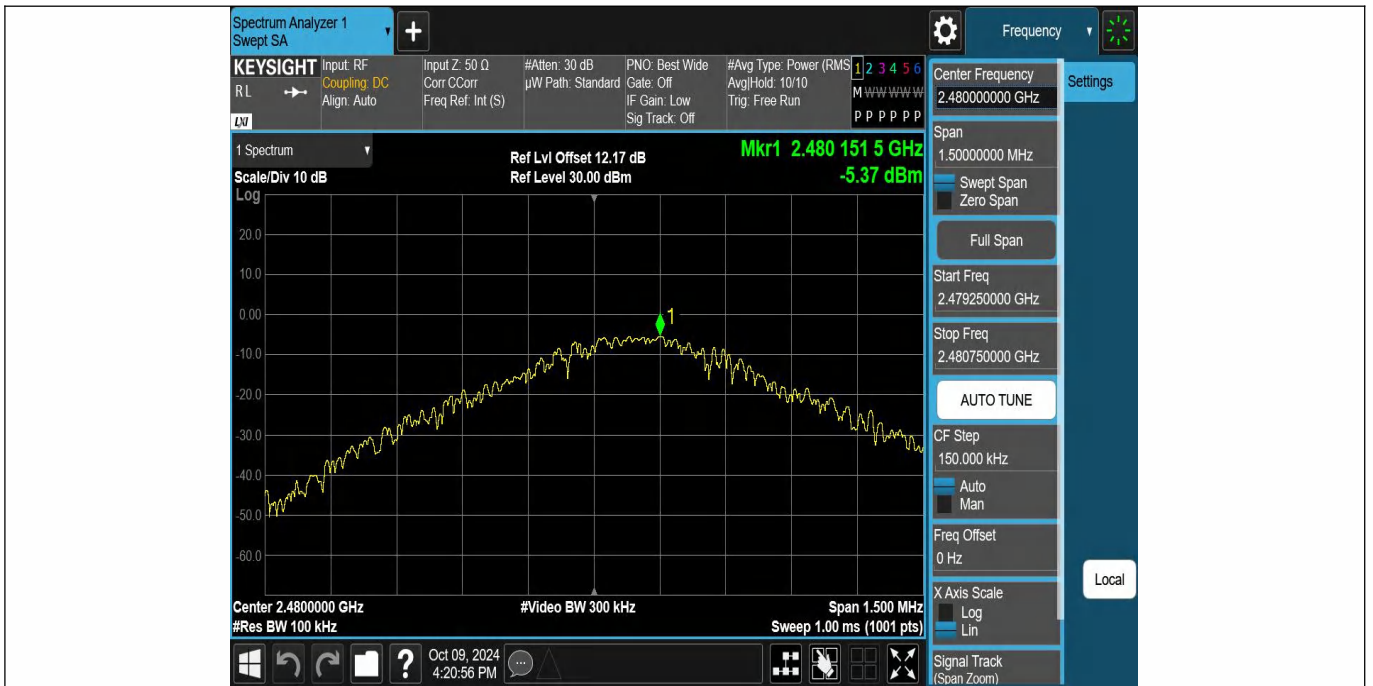 Spectrum Analyzer 1
Swept SA
+
Frequency
KEYSIGHT
RL
LXI
Input: RF
Coupling: DC
Align: Auto
Input Z: 50 Ω
Corr CCorr
Freq Ref: Int (S)
#Atten: 30 dB
µW Path: Standard
PNO: Best Wide
Gate: Off
IF Gain: Low
Sig Track: Off
#Avg Type: Power (RMS
Avg|Hold: 10/10
Trig: Free Run
1 2 3 4 5 6
M W W W W W
P P P P P P
1 Spectrum
Scale/Div 10 dB
Ref Lvl Offset 12.17 dB
Ref Level 30.00 dBm
Mkr1 2.480 151 5 GHz
-5.37 dBm
Log
20.0
10.0
0.00
-10.0
-20.0
-30.0
-40.0
-50.0
-60.0
1
Center 2.4800000 GHz
#Res BW 100 kHz
#Video BW 300 kHz
Span 1.500 MHz
Sweep 1.00 ms (1001 pts)
Center Frequency
2.480000000 GHz
Settings
Span
1.50000000 MHz
Swept Span
Zero Span
Full Span
Start Freq
2.479250000 GHz
Stop Freq
2.480750000 GHz
AUTO TUNE
CF Step
150.000 kHz
Auto
Man
Freq Offset
0 Hz
X Axis Scale
Log
Lin
Signal Track
(Span Zoom)
Local
?
Oct 09, 2024
4:20:56 PM